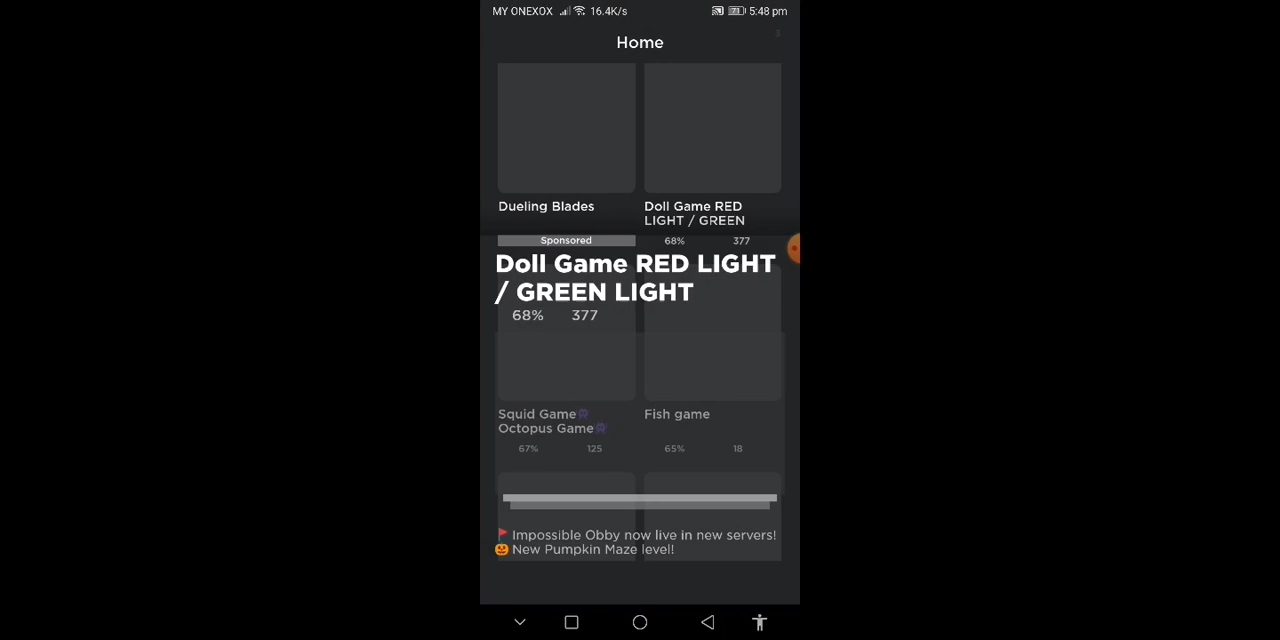 MY ONEXOX 16.4K/s 71 5:48 pm
Home
3
Dueling Blades
Doll Game RED
LIGHT / GREEN
Sponsored
68% 377
Doll Game RED LIGHT
/ GREEN LIGHT
68% 377
Squid Game👾
Octopus Game👾
67% 125
Fish game
65% 18
🚩Impossible Obby now live in new servers!
🎃New Pumpkin Maze level!